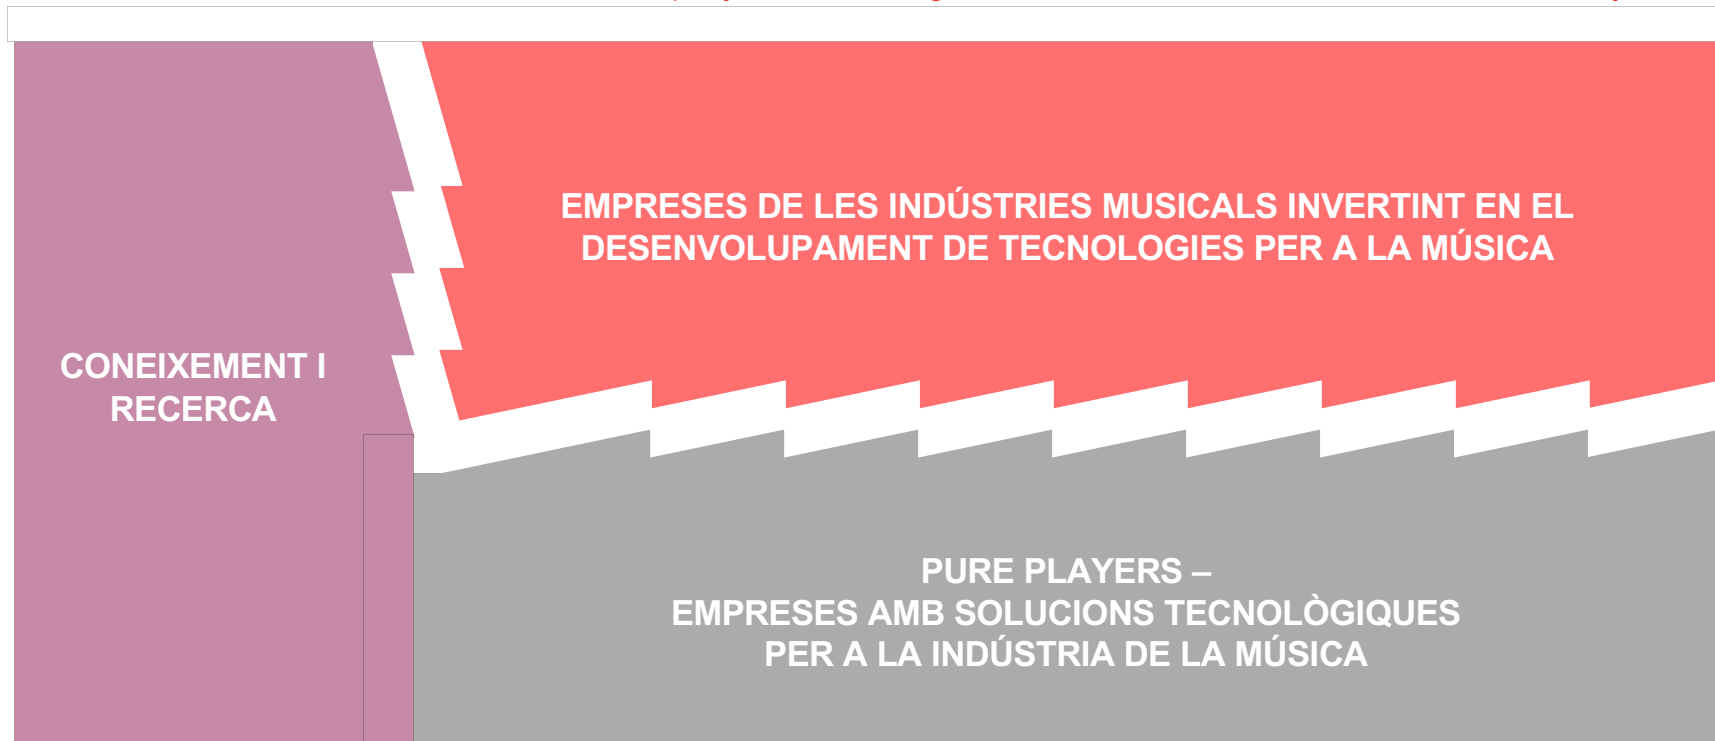 CONEIXEMENT I
RECERCA
EMPRESES DE LES INDÚSTRIES MUSICALS INVERTINT EN EL
DESENVOLUPAMENT DE TECNOLOGIES PER A LA MÚSICA
PURE PLAYERS –
EMPRESES AMB SOLUCIONS TECNOLÒGIQUES
PER A LA INDÚSTRIA DE LA MÚSICA